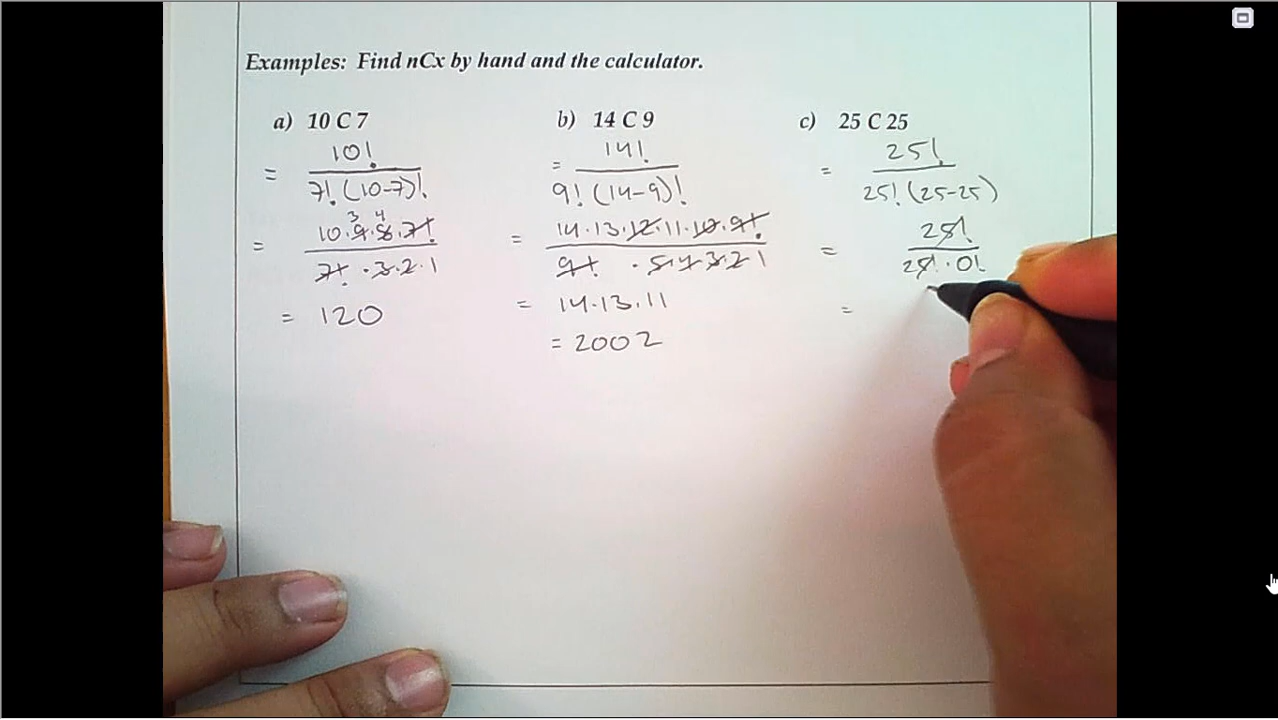 Examples: Find nCx by hand and the calculator.
a) 10 C 7
= 10! / 7! (10-7)!
= 10·9·8·7! / 7! ·3·2·1
3 4
= 120
b) 14 C 9
= 14! / 9! (14-9)!
= 14·13·12·11·10·9! / 9! ·5·4·3·2 1
= 14·13·11
= 2002
c) 25 C 25
= 25! / 25! (25-25)
= 25! / 25! · 0!
=